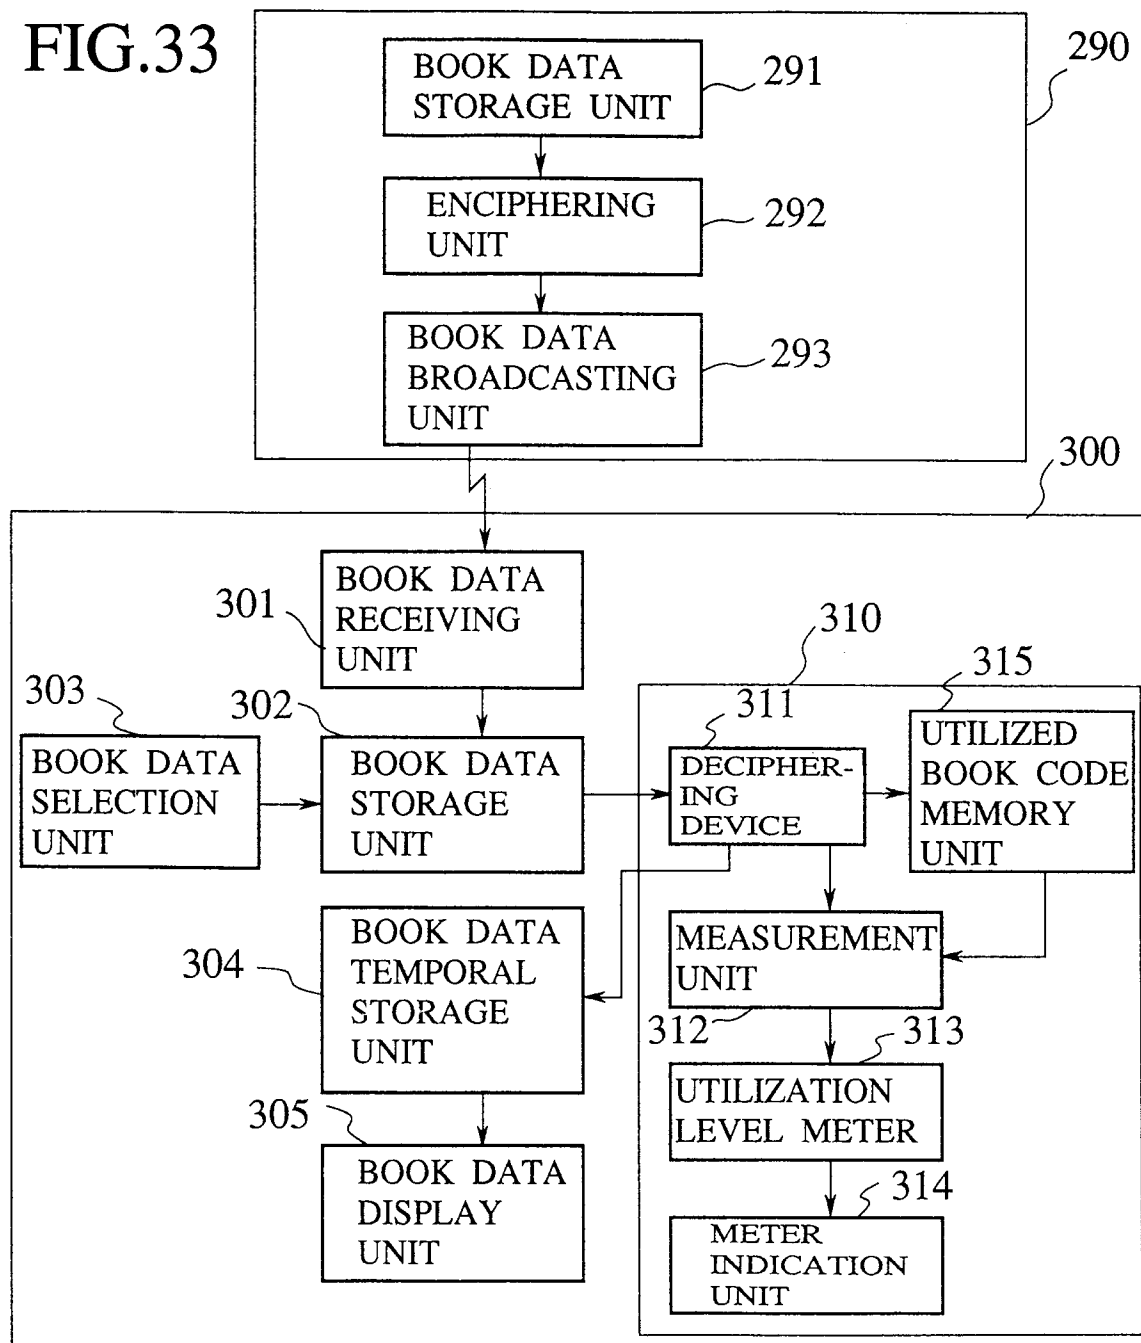 FIG.33
290
BOOK DATA
STORAGE UNIT
291
ENCIPHERING
UNIT
292
BOOK DATA
BROADCASTING
UNIT
293
300
BOOK DATA
RECEIVING
UNIT
301
303
BOOK DATA
SELECTION
UNIT
302
BOOK DATA
STORAGE
UNIT
310
311
DECIPHER-
ING
DEVICE
315
UTILIZED
BOOK CODE
MEMORY
UNIT
304
BOOK DATA
TEMPORAL
STORAGE
UNIT
MEASUREMENT
UNIT
312
313
UTILIZATION
LEVEL METER
305
BOOK DATA
DISPLAY
UNIT
314
METER
INDICATION
UNIT